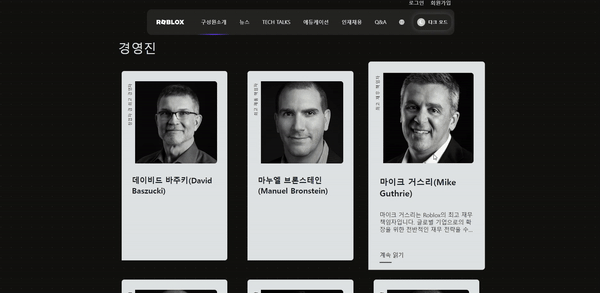 로그인 회원가입
ROBLOX 구성원소개 뉴스 TECH TALKS 에듀케이션 인재채용 Q&A 다크 모드
경영진
데이비드 바주키(David
Baszucki)
마누엘 브론스테인
(Manuel Bronstein)
마이크 거스리(Mike
Guthrie)
마이크 거스리는 Roblox의 최고 재무
책임자입니다. 글로벌 기업으로의 확
장을 위한 전반적인 재무 전략을 수...
계속 읽기